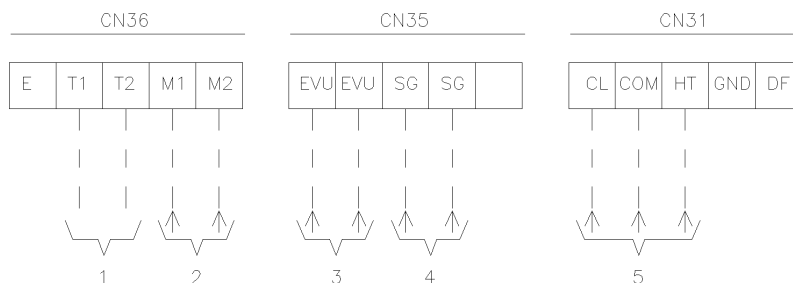 CN36 CN35 CN31
E T1 T2 M1 M2 EVU EVU SG SG CL COM HT GND DF
1 2 3 4 5